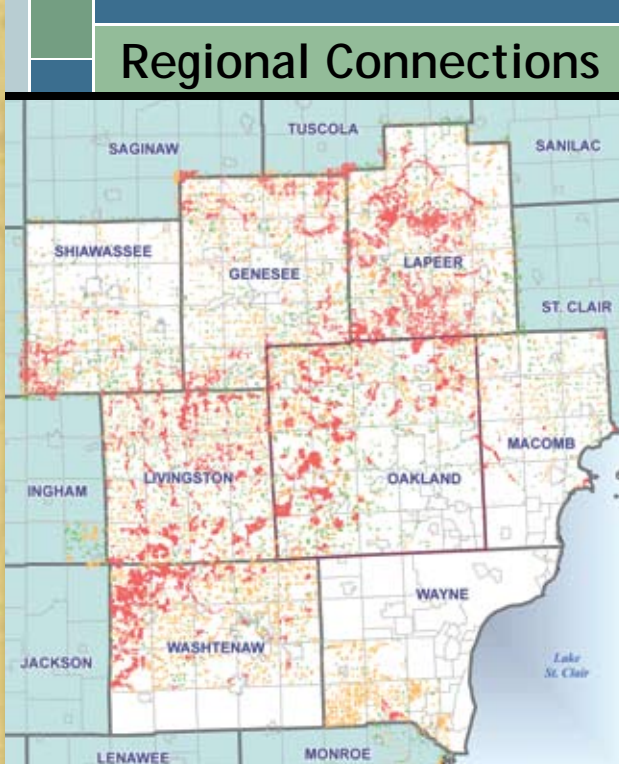 Regional Connections
TUSCOLA
SAGINAW
SANILAC
SHIAWASSEE
GENESEE
LAPEER
ST. CLAIR
MACOMB
LIVINGSTON
OAKLAND
INGHAM
WAYNE
WASHTENAW
JACKSON
Lake
St. Clair
LENAWEE
MONROE